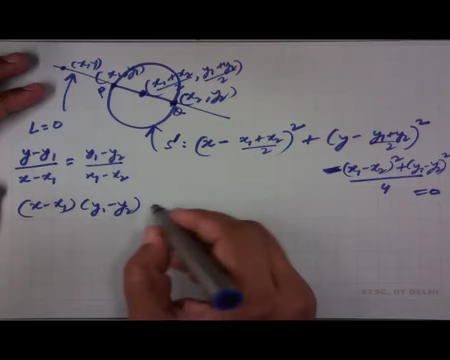 (x, y)
(x₁, y₁)
P
(x₁+x₂/2, y₁+y₂/2)
(x₂, y₂)
Q
L=0
S' : (x - x₁+x₂/2)² + (y - y₁+y₂/2)²
- (x₁-x₂)²+(y₁-y₂)²/4 =0
y-y₁/x-x₁ = y₁-y₂/x₁-x₂
(x-x₁)(y₁-y₂)
ETSC, IIT DELHI